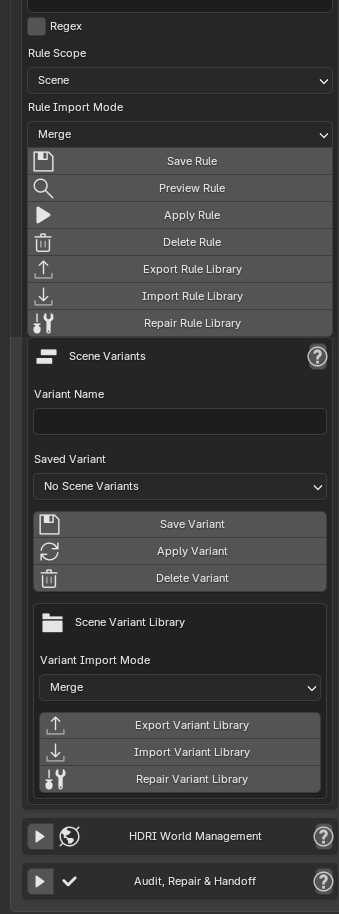 Regex
Rule Scope
Scene
Rule Import Mode
Merge
Save Rule
Preview Rule
Apply Rule
Delete Rule
Export Rule Library
Import Rule Library
Repair Rule Library
Scene Variants
?
Variant Name
Saved Variant
No Scene Variants
Save Variant
Apply Variant
Delete Variant
Scene Variant Library
Variant Import Mode
Merge
Export Variant Library
Import Variant Library
Repair Variant Library
HDRI World Management
?
Audit, Repair & Handoff
?